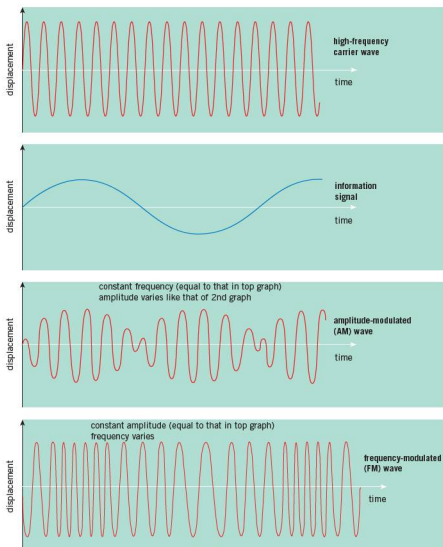 displacement
high-frequency
carrier wave
time
displacement
information
signal
time
displacement
constant frequency (equal to that in top graph)
amplitude varies like that of 2nd graph
amplitude-modulated
(AM) wave
time
displacement
constant amplitude (equal to that in top graph)
frequency varies
frequency-modulated
(FM) wave
time